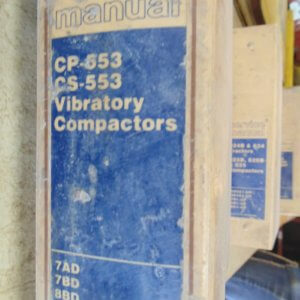 manual
CP-553
CS-553
Vibratory
Compactors
7AD
7BD
8BD